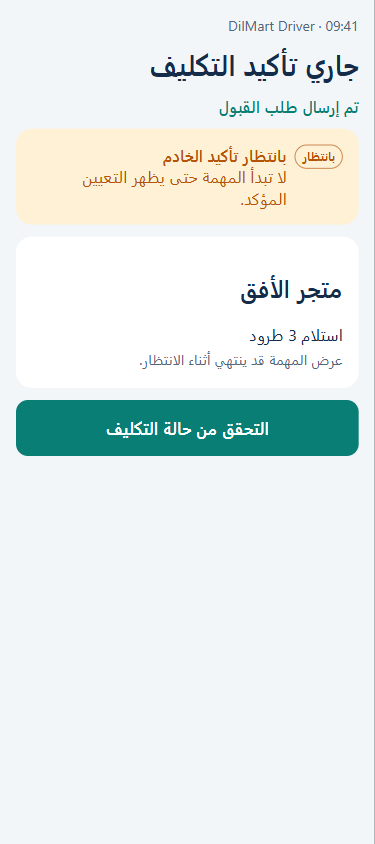 DilMart Driver · 09:41
جاري تأكيد التكليف
تم إرسال طلب القبول
بانتظار
بانتظار تأكيد الخادم
لا تبدأ المهمة حتى يظهر التعيين
المؤكد.
متجر الأفق
استلام 3 طرود
عرض المهمة قد ينتهي أثناء الانتظار.
التحقق من حالة التكليف